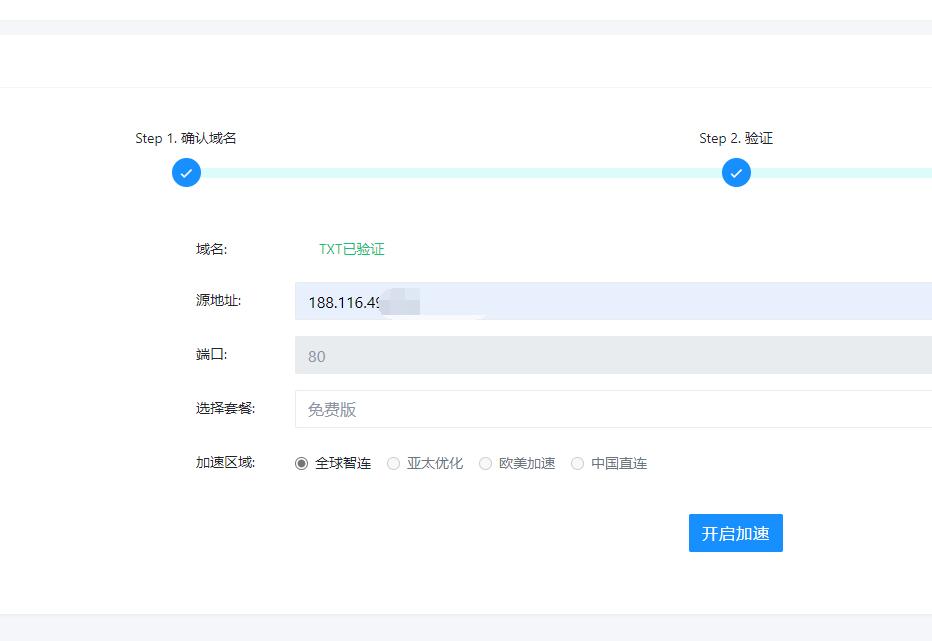 Step 1. 确认域名
Step 2. 验证
域名: TXT已验证
源地址: 188.116.49
端口: 80
选择套餐: 免费版
加速区域: 全球智连 亚太优化 欧美加速 中国直连
开启加速